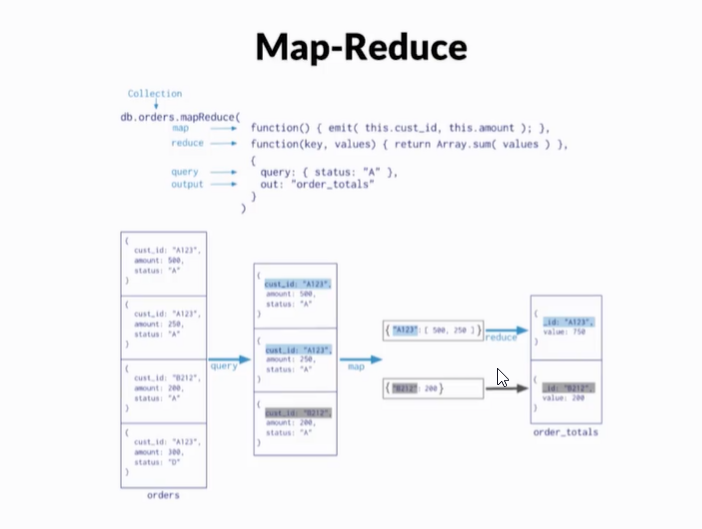 Map-Reduce
Collection
db.orders.mapReduce(
map function() { emit( this.cust_id, this.amount ); },
reduce function(key, values) { return Array.sum( values ) },
{
query query: { status: "A" },
output out: "order_totals"
}
)
{
cust_id: "A123",
amount: 500,
status: "A"
}
{
cust_id: "A123",
amount: 250,
status: "A"
}
{
cust_id: "B212",
amount: 200,
status: "A"
}
{
cust_id: "A123",
amount: 300,
status: "D"
}
orders
query
{
cust_id: "A123",
amount: 500,
status: "A"
}
{
cust_id: "A123",
amount: 250,
status: "A"
}
{
cust_id: "B212",
amount: 200,
status: "A"
}
map
{ "A123": [ 500, 250 ] }
{ "B212": 200 }
reduce
{
_id: "A123",
value: 750
}
{
_id: "B212",
value: 200
}
order_totals